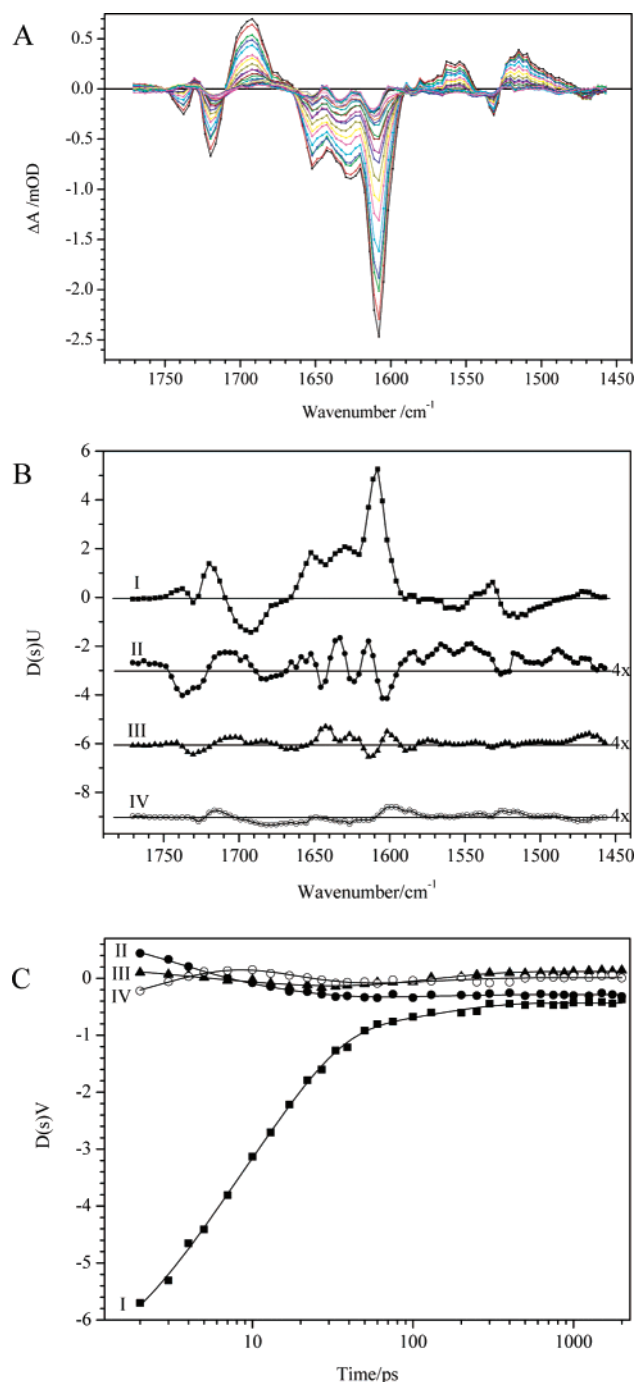 A
0.5
0.0
-0.5
-1.0
-1.5
-2.0
-2.5
ΔA /mOD
1750 1700 1650 1600 1550 1500 1450
Wavenumber /cm⁻¹
B
6
4
2
0
-2
-4
-6
-8
D(s)U
I
II
4x
III
4x
IV
4x
1750 1700 1650 1600 1550 1500 1450
Wavenumber/cm⁻¹
C
0
-1
-2
-3
-4
-5
-6
D(s)V
II
III
IV
I
10 100 1000
Time/ps